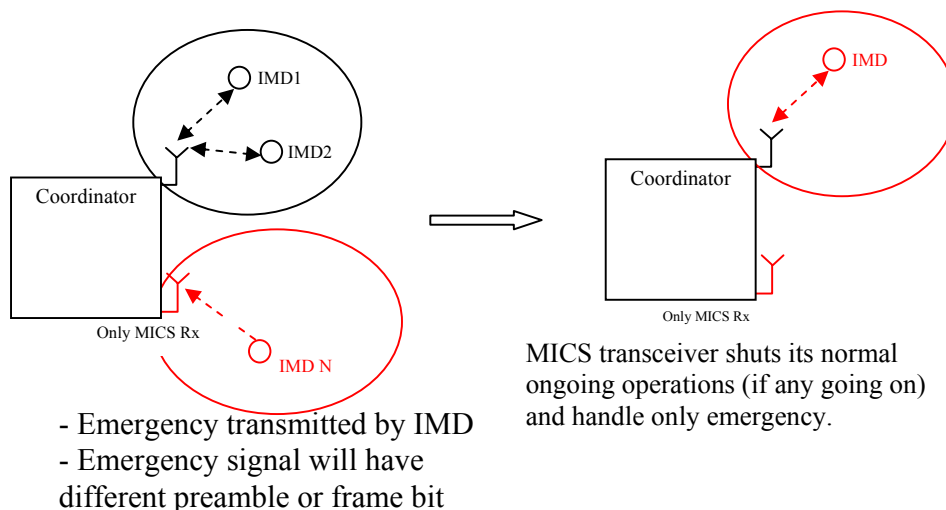 IMD1
IMD2
Coordinator
Only MICS Rx
IMD N
- Emergency transmitted by IMD
- Emergency signal will have
different preamble or frame bit
IMD
Coordinator
Only MICS Rx
MICS transceiver shuts its normal
ongoing operations (if any going on)
and handle only emergency.